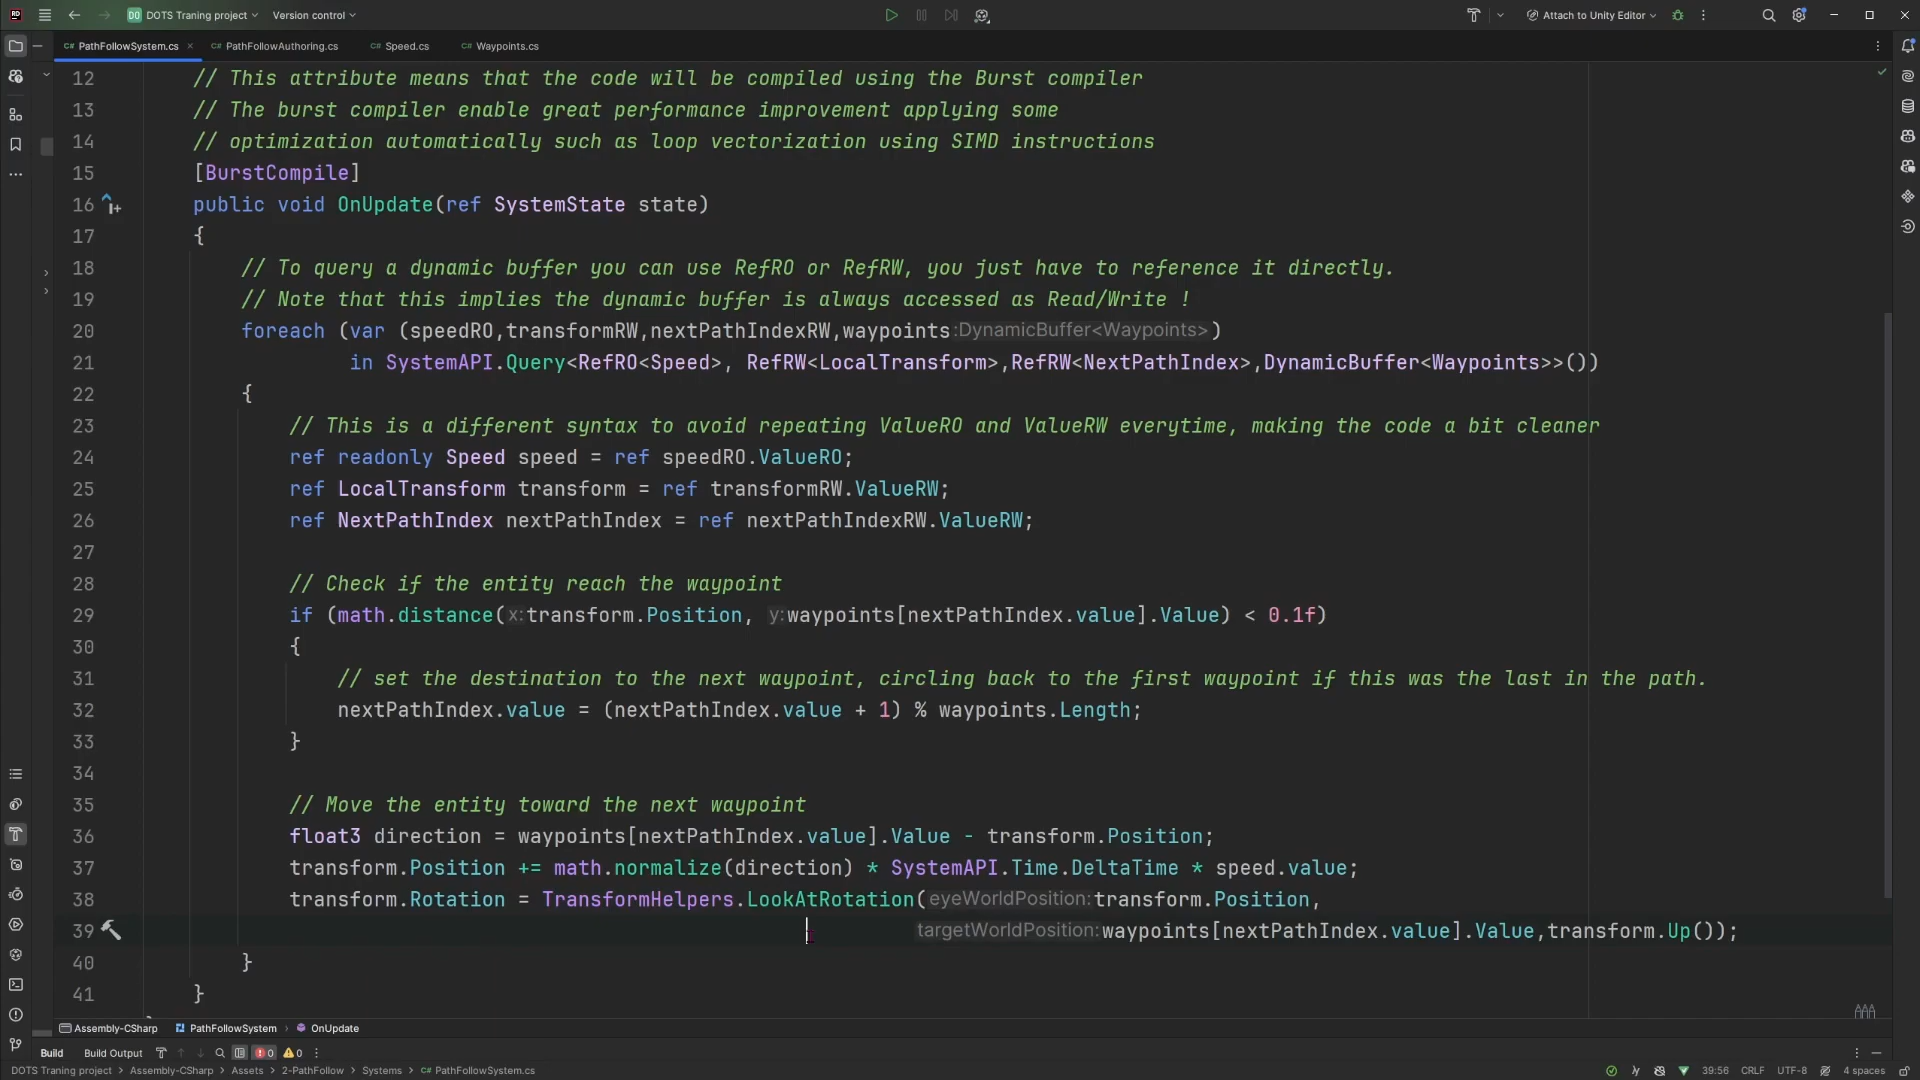 DO DOTS Traning project Version control Attach to Unity Editor
PathFollowSystem.cs PathFollowAuthoring.cs Speed.cs Waypoints.cs
12 // This attribute means that the code will be compiled using the Burst compiler
13 // The burst compiler enable great performance improvement applying some
14 // optimization automatically such as loop vectorization using SIMD instructions
15 [BurstCompile]
16 public void OnUpdate(ref SystemState state)
17 {
18 // To query a dynamic buffer you can use RefRO or RefRW, you just have to reference it directly.
19 // Note that this implies the dynamic buffer is always accessed as Read/Write !
20 foreach (var (speedRO,transformRW,nextPathIndexRW,waypoints:DynamicBuffer<Waypoints>)
21 in SystemAPI.Query<RefRO<Speed>, RefRW<LocalTransform>,RefRW<NextPathIndex>,DynamicBuffer<Waypoints>>())
22 {
23 // This is a different syntax to avoid repeating ValueRO and ValueRW everytime, making the code a bit cleaner
24 ref readonly Speed speed = ref speedRO.ValueRO;
25 ref LocalTransform transform = ref transformRW.ValueRW;
26 ref NextPathIndex nextPathIndex = ref nextPathIndexRW.ValueRW;
27
28 // Check if the entity reach the waypoint
29 if (math.distance(x:transform.Position, y:waypoints[nextPathIndex.value].Value) < 0.1f)
30 {
31 // set the destination to the next waypoint, circling back to the first waypoint if this was the last in the path.
32 nextPathIndex.value = (nextPathIndex.value + 1) % waypoints.Length;
33 }
34
35 // Move the entity toward the next waypoint
36 float3 direction = waypoints[nextPathIndex.value].Value - transform.Position;
37 transform.Position += math.normalize(direction) * SystemAPI.Time.DeltaTime * speed.value;
38 transform.Rotation = TransformHelpers.LookAtRotation(eyeWorldPosition:transform.Position,
39 targetWorldPosition:waypoints[nextPathIndex.value].Value,transform.Up());
40 }
41 }
Assembly-CSharp PathFollowSystem › OnUpdate
Build Build Output 0 0
DOTS Traning project › Assembly-CSharp › Assets › 2-PathFollow › Systems › C# PathFollowSystem.cs 39:56 CRLF UTF-8 4 spaces